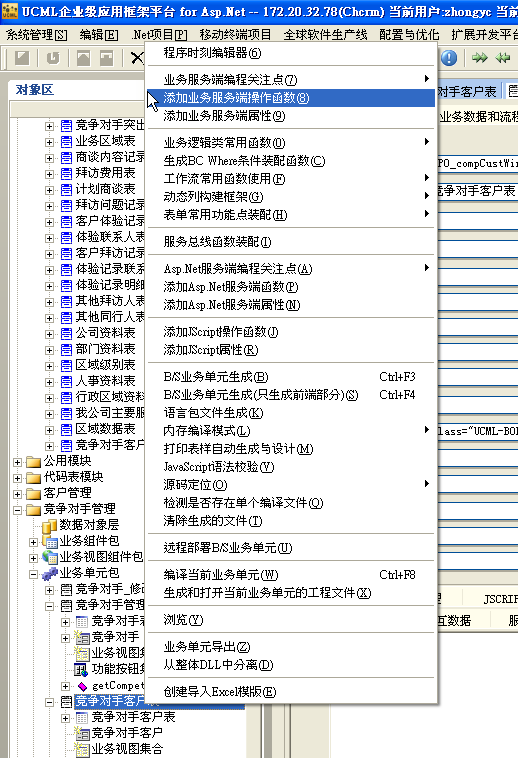 UCML企业级应用框架平台 for Asp.Net -- 172.20.32.78(Chcrm) 当前用户:zhongyc 当前
系统管理[S] 编辑[E] .Net项目[P] 移动终端项目 全球软件生产线 配置与优化 扩展开发平台
对象区
竞争对手突出
业务区域表
商谈内容记录
拜访费用表
计划商谈表
拜访问题记录
客户体验记录
体验联系人表
客户拜访记录
体验记录联系
体验记录明细
其他拜访人表
其他同行人表
公司资料表
部门资料表
区域级别表
人事资料表
行政区域资料
我公司主要服
区域数据表
竞争对手客户
公用模块
代码表模块
客户管理
竞争对手管理
数据对象层
业务组件包
业务视图组件包
业务单元包
竞争对手_修改
竞争对手管理
竞争对手表
竞争对手
业务视图集
功能按钮集
getCompet
竞争对手客户表
竞争对手客户表
竞争对手客户
业务视图集合
程序时刻编辑器(6)
业务服务端编程关注点(7)
添加业务服务端操作函数(8)
添加业务服务端属性(9)
业务逻辑类常用函数(0)
生成BC Where条件装配函数(C)
工作流常用函数使用(F)
动态列构建框架(G)
表单常用功能点装配(H)
服务总线函数装配(I)
Asp.Net服务端编程关注点(A)
添加Asp.Net服务端函数(P)
添加Asp.Net服务端属性(N)
添加JScript操作函数(J)
添加JScript属性(R)
B/S业务单元生成(B) Ctrl+F3
B/S业务单元生成(只生成前端部分)(S) Ctrl+F4
语言包文件生成(K)
内存编译模式(L)
打印表样自动生成与设计(M)
JavaScript语法校验(V)
源码定位(O)
检测是否存在单个编译文件(Q)
清除生成的文件(T)
远程部署B/S业务单元(U)
编译当前业务单元(W) Ctrl+F8
生成和打开当前业务单元的工程文件(X)
浏览(Y)
业务单元导出(Z)
从整体DLL中分离(D)
创建导入Excel模版(E)
对手客户表
业务数据和流程
PO_compCustWin
竞争对手客户表
lass="UCML-BOD
JSCRIP
互数据